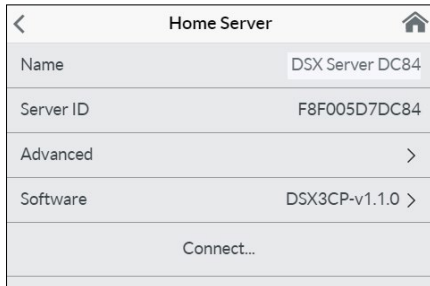 Home Server
Name DSX Server DC84
Server ID F8F005D7DC84
Advanced
Software DSX3CP-v1.1.0
Connect...